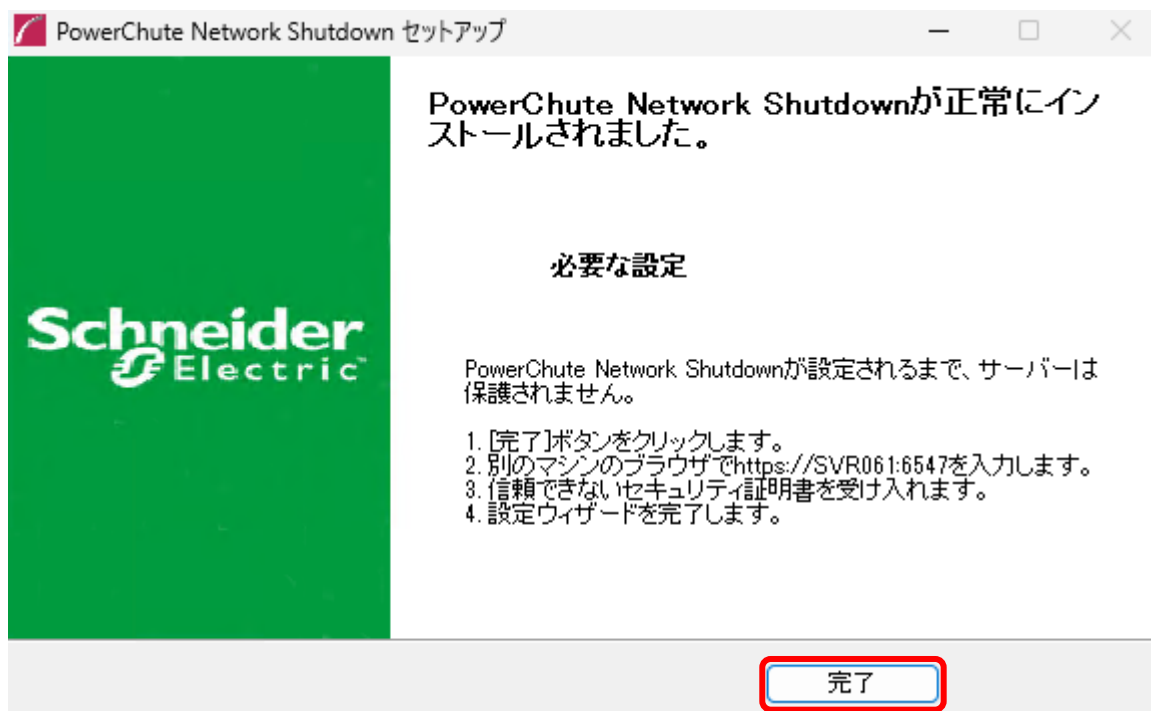 PowerChute Network Shutdown セットアップ
PowerChute Network Shutdownが正常にイン
ストールされました。
必要な設定
Schneider
Electric
PowerChute Network Shutdownが設定されるまで、サーバーは
保護されません。
1. [完了]ボタンをクリックします。
2. 別のマシンのブラウザでhttps://SVR061:6547を入力します。
3. 信頼できないセキュリティ証明書を受け入れます。
4. 設定ウィザードを完了します。
完了